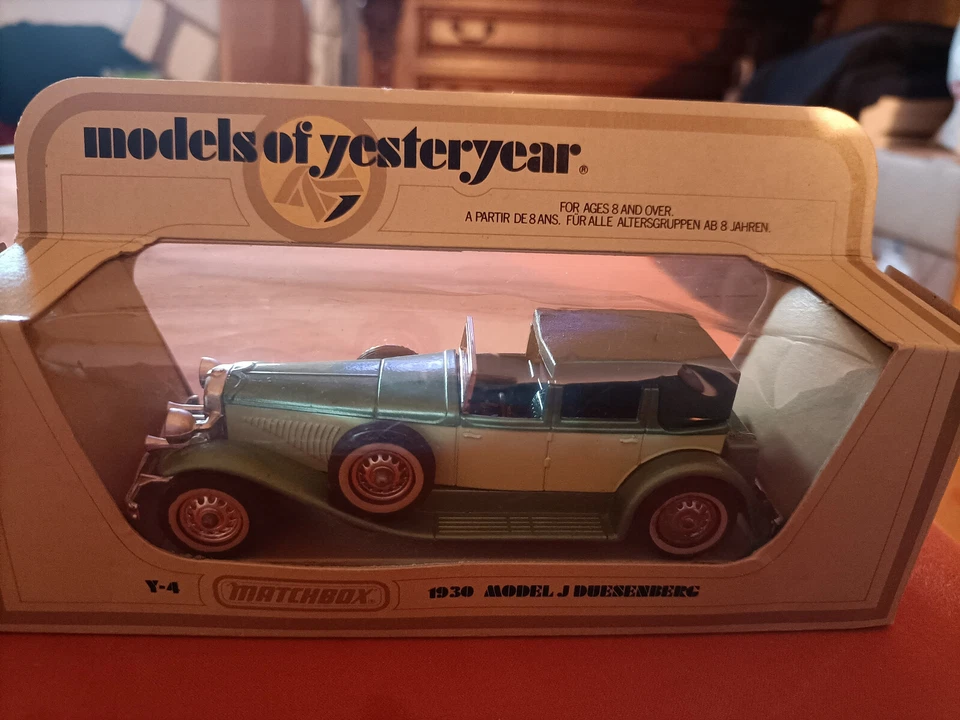 models of yesteryear®
FOR AGES 8 AND OVER.
A PARTIR DE 8 ANS. FÜR ALLE ALTERSGRUPPEN AB 8 JAHREN.
Y-4 MATCHBOX 1930 MODEL J DUESENBERG